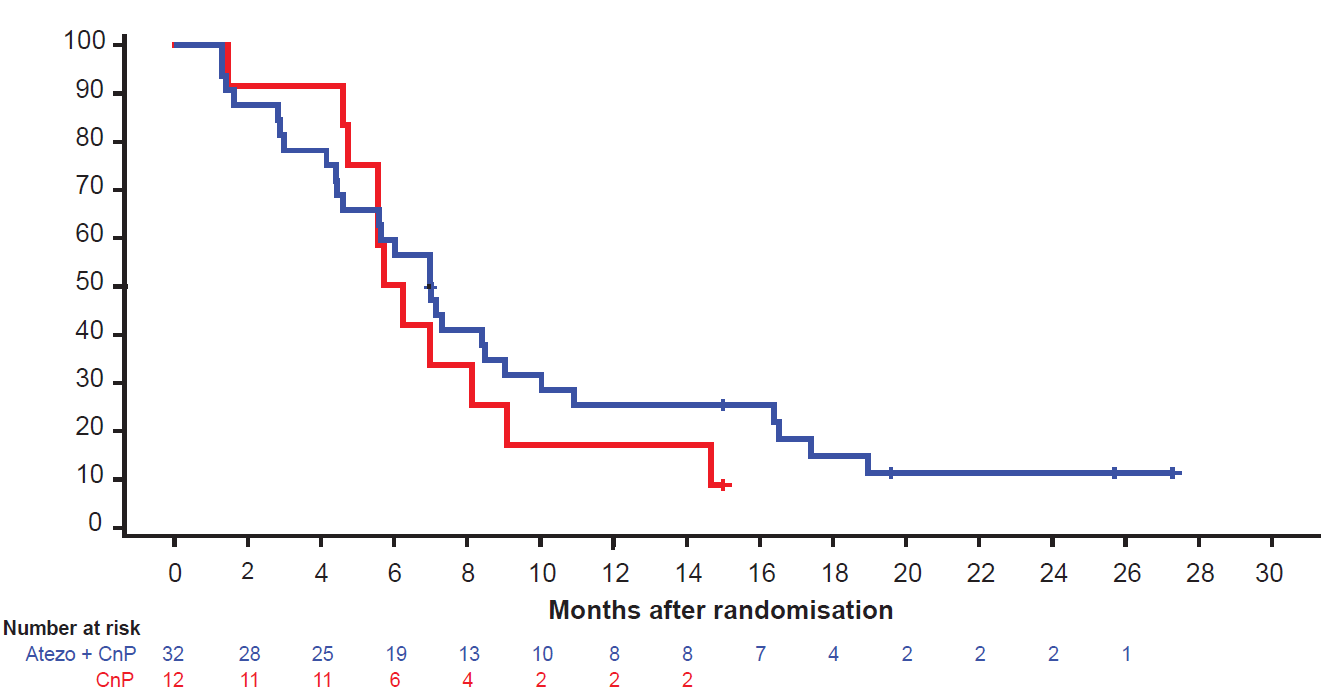 100
90
80
70
60
50
40
30
20
10
0
0 2 4 6 8 10 12 14 16 18 20 22 24 26 28 30
Months after randomisation
Number at risk
Atezo + CnP 32 28 25 19 13 10 8 8 7 4 2 2 2 1
CnP 12 11 11 6 4 2 2 2